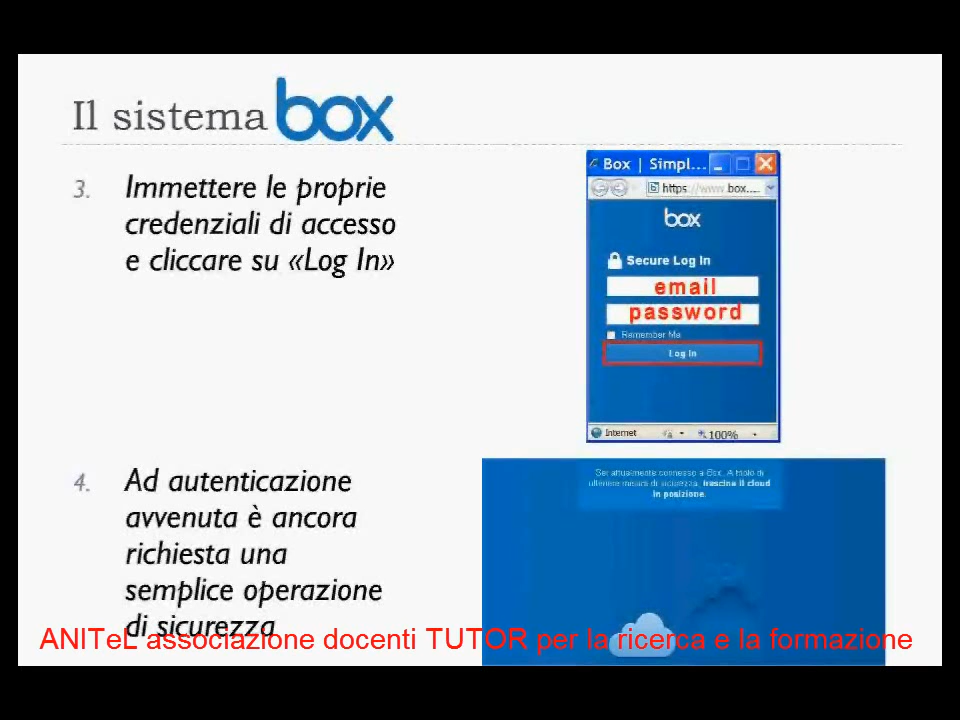 Il sistema box
3. Immettere le proprie
credenziali di accesso
e cliccare su «Log In»
Box | Simpl...
https://www.box....
box
Secure Log In
email
password
Remember Me
Log In
Internet
100%
4. Ad autenticazione
avvenuta è ancora
richiesta una
semplice operazione
di sicurezza
Sei attualmente connesso a Box. A titolo di
ulteriore misura di sicurezza, trascina il cloud
in posizione.
ANITeL associazione docenti TUTOR per la ricerca e la formazione